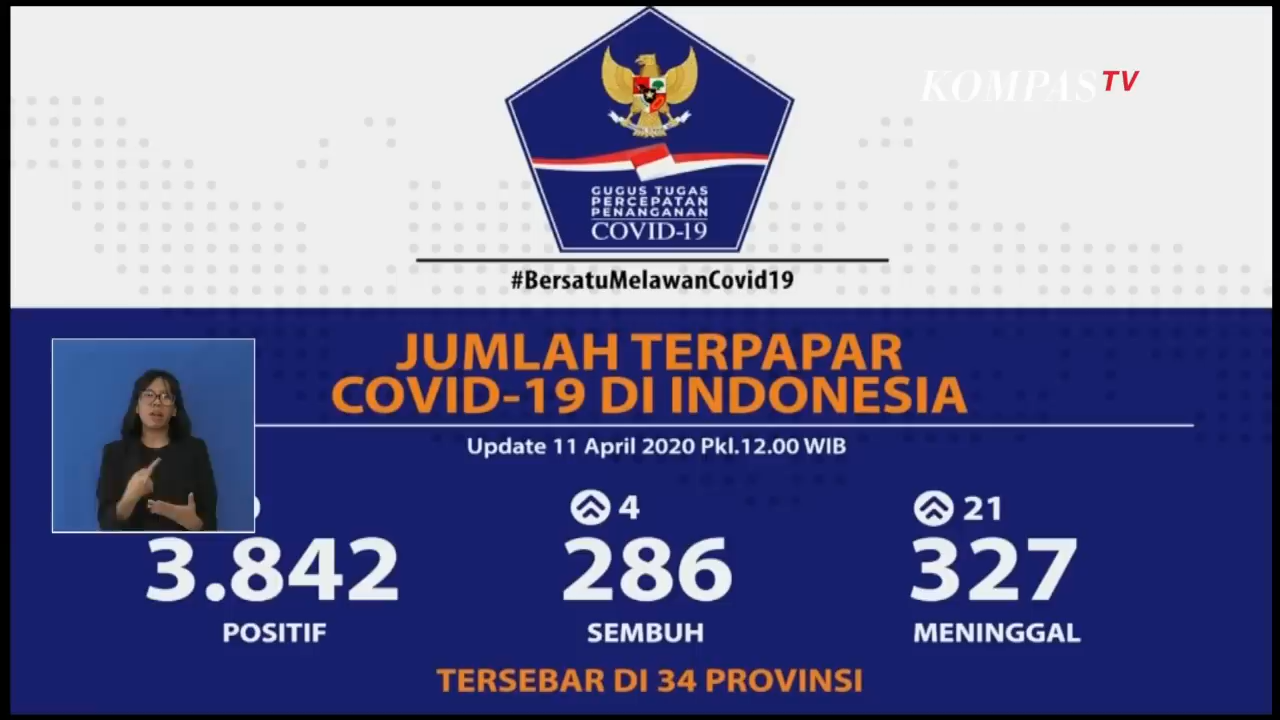 KOMPAS TV
GUGUS TUGAS
PERCEPATAN
PENANGANAN
COVID-19
#BersatuMelawanCovid19
JUMLAH TERPAPAR
COVID-19 DI INDONESIA
Update 11 April 2020 Pkl.12.00 WIB
4
21
3.842
286
327
POSITIF
SEMBUH
MENINGGAL
TERSEBAR DI 34 PROVINSI